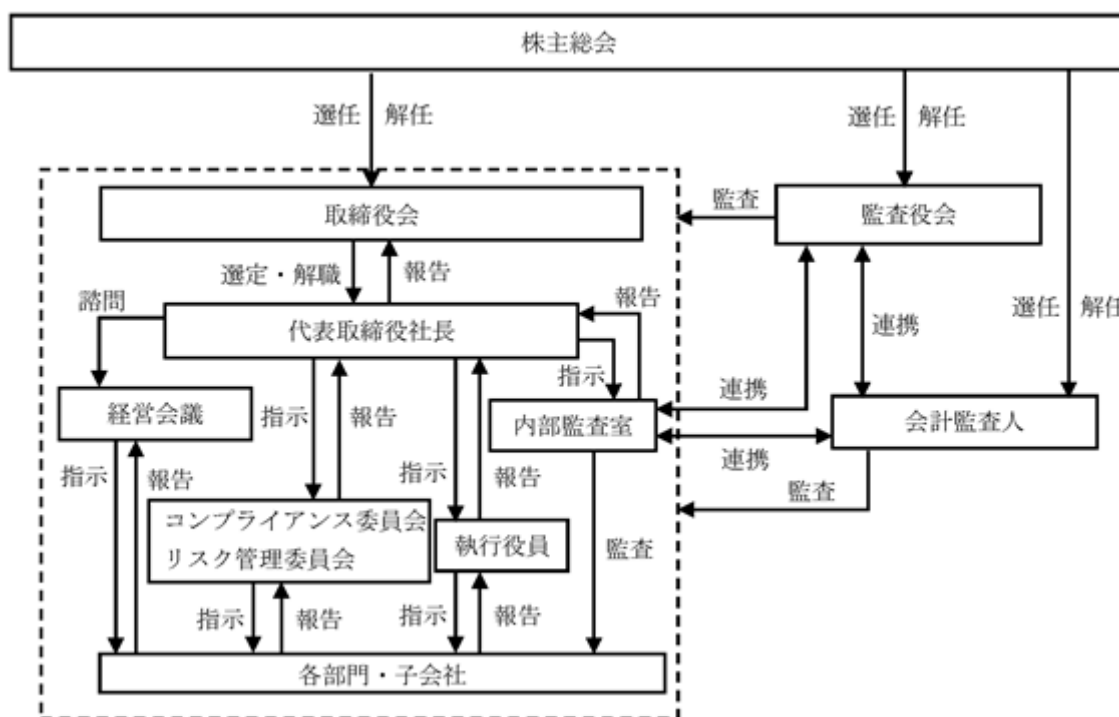 株主総会
選任 解任
選任 解任
選任 解任
取締役会
監査
監査役会
選定・解職
報告
諮問
代表取締役社長
報告
連携
指示
経営会議
指示
報告
指示
報告
内部監査室
連携
連携
会計監査人
指示
報告
監査
コンプライアンス委員会
リスク管理委員会
執行役員
監査
指示
報告
指示
報告
各部門・子会社